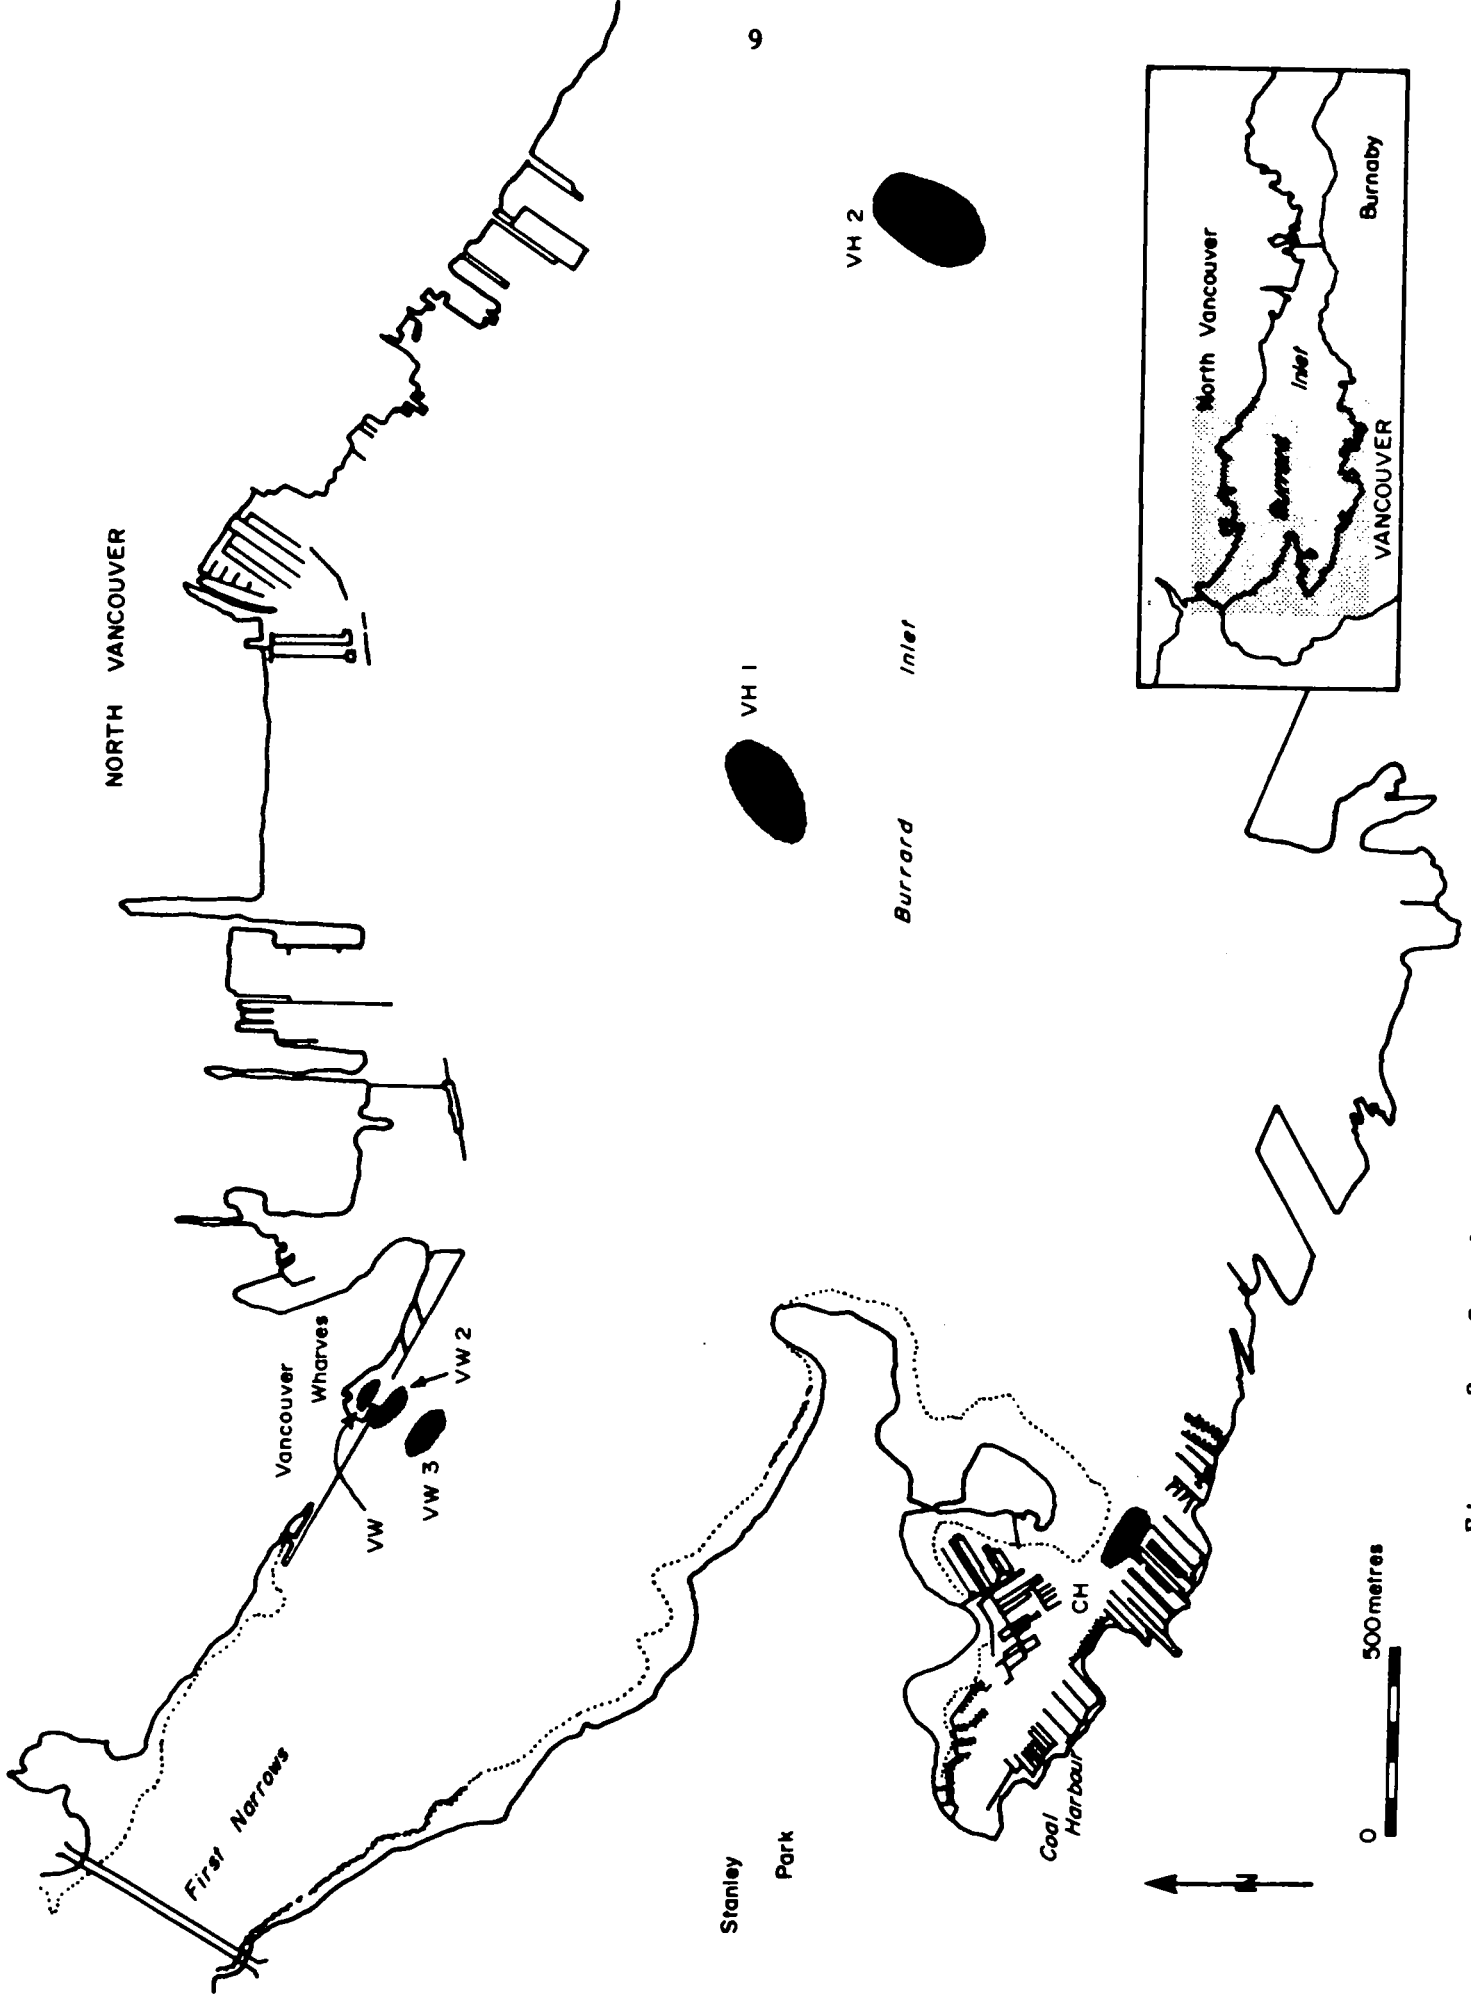 9
NORTH VANCOUVER
Vancouver
Wharves
VW
VW 2
VW 3
First Narrows
VH 1
VH 2
Burrard Inlet
Stanley
Park
CH
Coal
Harbour
0 500 metres
N
North Vancouver
Burrard Inlet
Burnaby
VANCOUVER